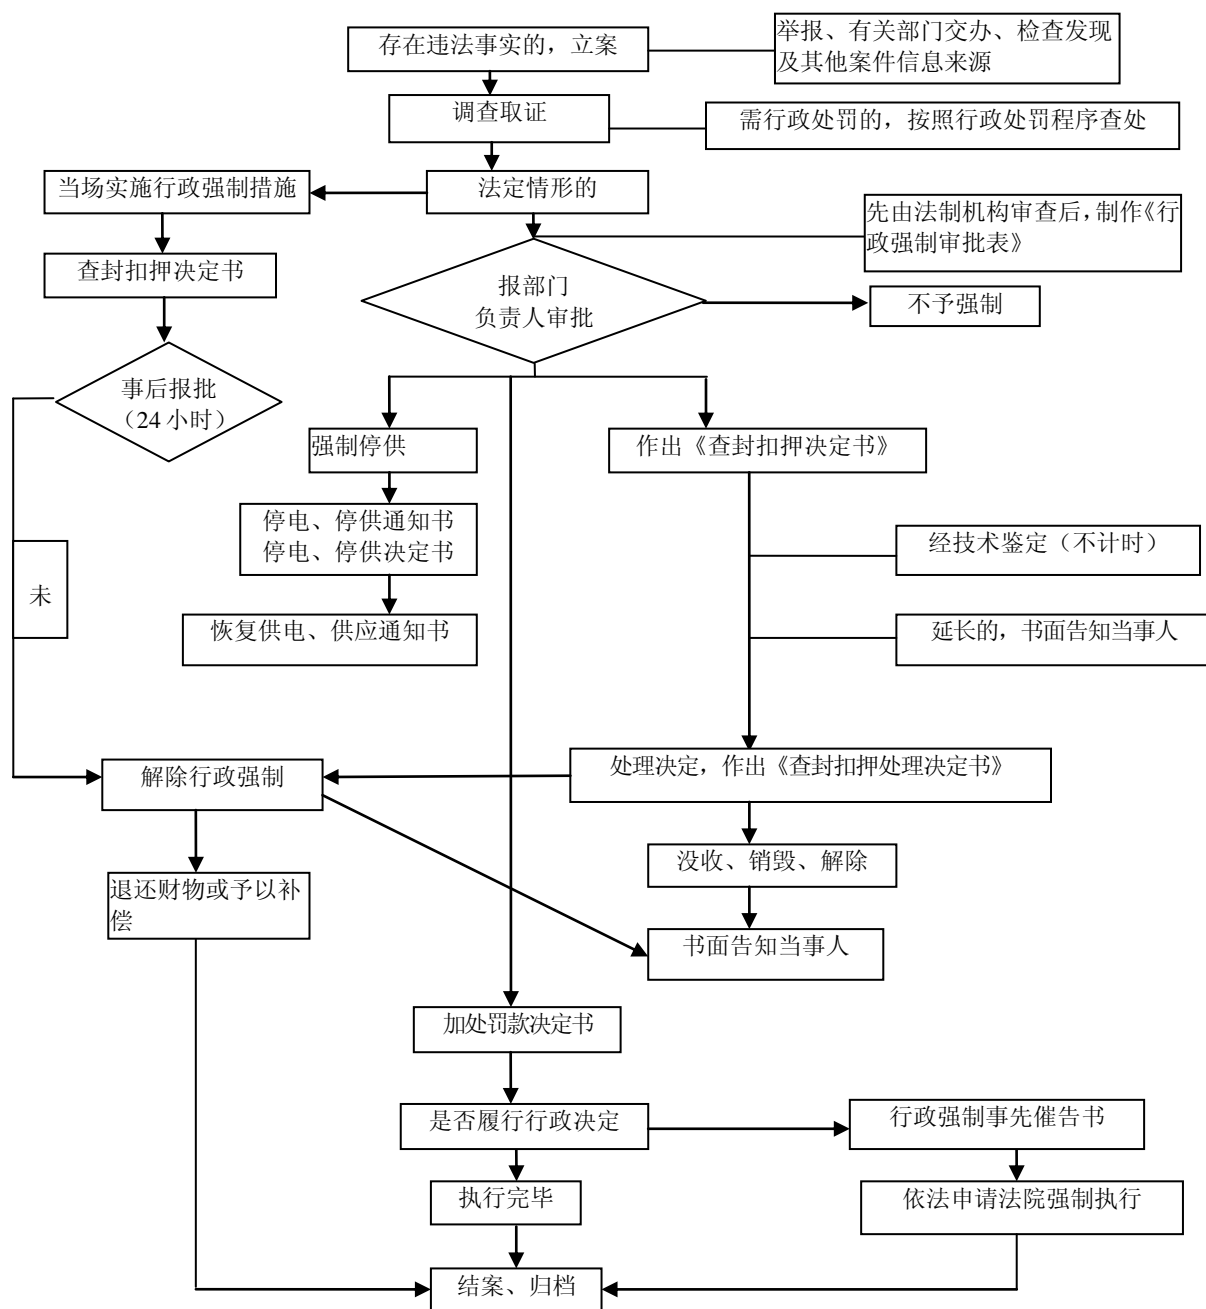 存在违法事实的，立案
举报、有关部门交办、检查发现
及其他案件信息来源
调查取证
需行政处罚的，按照行政处罚程序查处
当场实施行政强制措施
法定情形的
先由法制机构审查后，制作《行
政强制审批表》
查封扣押决定书
报部门
负责人审批
不予强制
事后报批
（24 小时）
强制停供
作出《查封扣押决定书》
停电、停供通知书
停电、停供决定书
经技术鉴定（不计时）
未
恢复供电、供应通知书
延长的，书面告知当事人
解除行政强制
处理决定，作出《查封扣押处理决定书》
没收、销毁、解除
退还财物或予以补
偿
书面告知当事人
加处罚款决定书
是否履行行政决定
行政强制事先催告书
执行完毕
依法申请法院强制执行
结案、归档